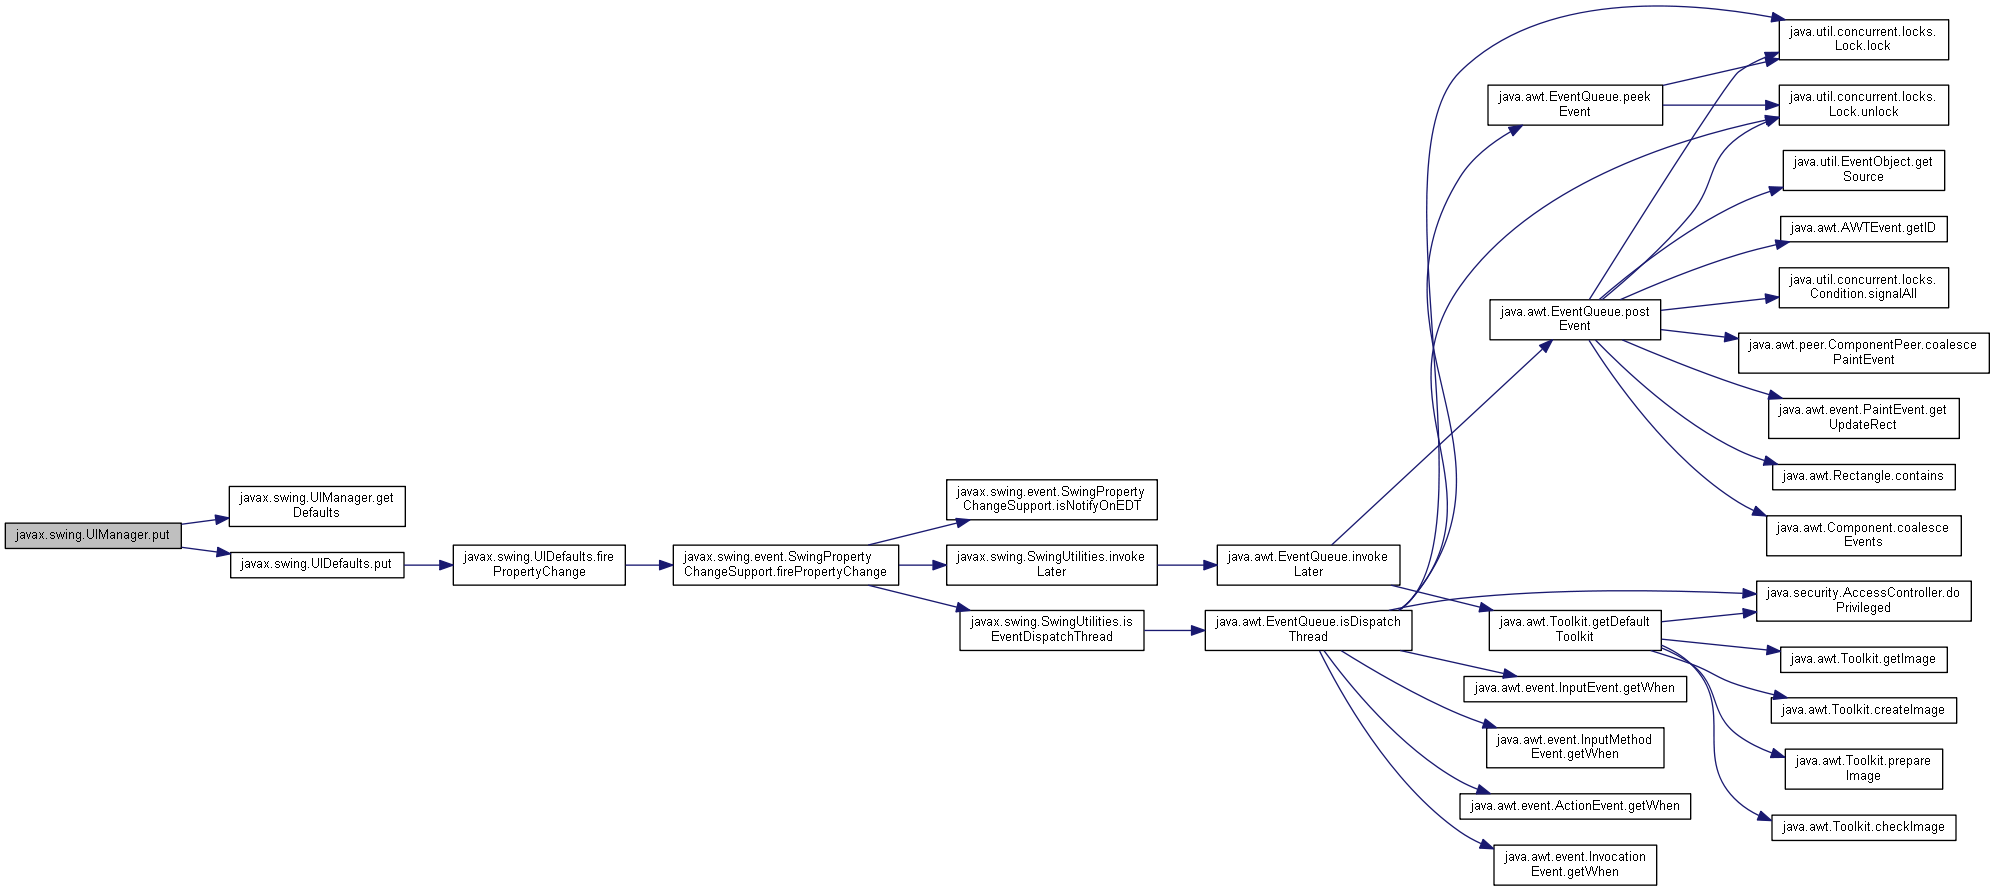 javax.swing.UIManager.put
javax.swing.UIManager.get
Defaults
javax.swing.UIDefaults.put
javax.swing.UIDefaults.fire
PropertyChange
javax.swing.event.SwingProperty
ChangeSupport.firePropertyChange
javax.swing.event.SwingProperty
ChangeSupport.isNotifyOnEDT
javax.swing.SwingUtilities.invoke
Later
javax.swing.SwingUtilities.is
EventDispatchThread
java.awt.EventQueue.invoke
Later
java.awt.EventQueue.isDispatch
Thread
java.awt.EventQueue.peek
Event
java.awt.EventQueue.post
Event
java.awt.Toolkit.getDefault
Toolkit
java.awt.event.InputEvent.getWhen
java.awt.event.InputMethod
Event.getWhen
java.awt.event.ActionEvent.getWhen
java.awt.event.Invocation
Event.getWhen
java.util.concurrent.locks.
Lock.lock
java.util.concurrent.locks.
Lock.unlock
java.util.EventObject.get
Source
java.awt.AWTEvent.getID
java.util.concurrent.locks.
Condition.signalAll
java.awt.peer.ComponentPeer.coalesce
PaintEvent
java.awt.event.PaintEvent.get
UpdateRect
java.awt.Rectangle.contains
java.awt.Component.coalesce
Events
java.security.AccessController.do
Privileged
java.awt.Toolkit.getImage
java.awt.Toolkit.createImage
java.awt.Toolkit.prepare
Image
java.awt.Toolkit.checkImage